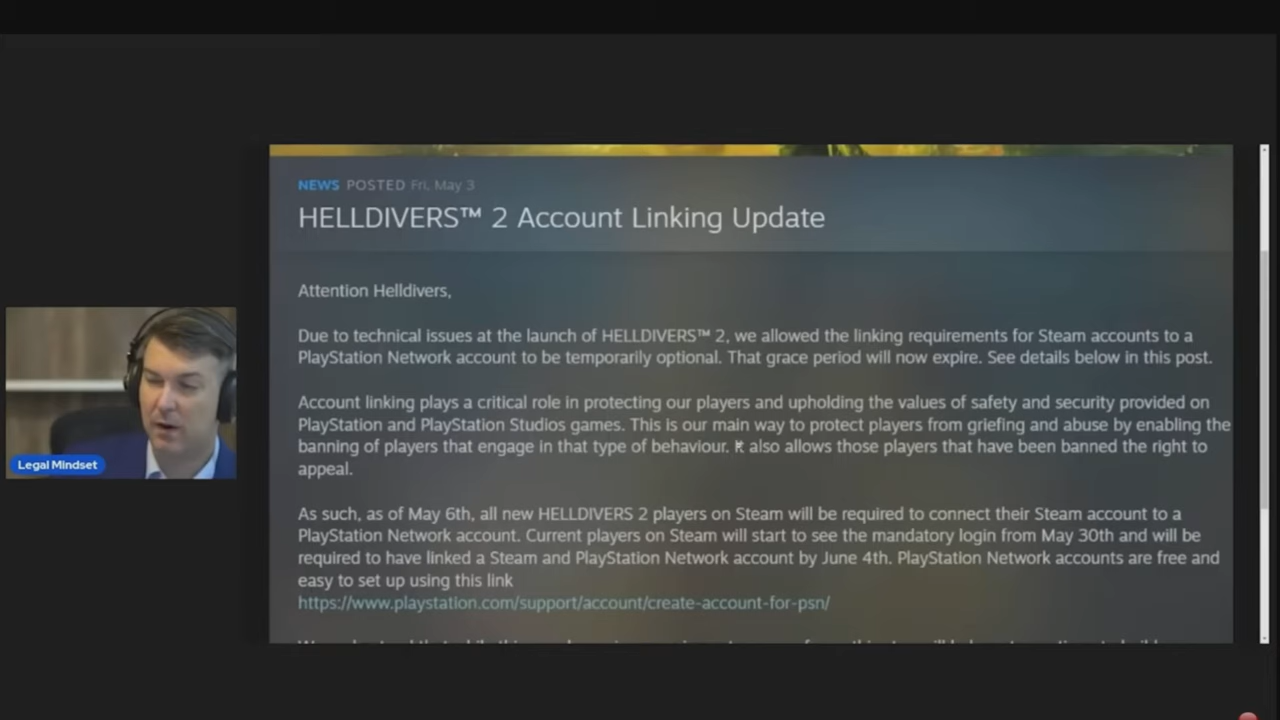 NEWS POSTED Fri, May 3
HELLDIVERS™ 2 Account Linking Update
Attention Helldivers,
Due to technical issues at the launch of HELLDIVERS™ 2, we allowed the linking requirements for Steam accounts to a
PlayStation Network account to be temporarily optional. That grace period will now expire. See details below in this post.
Account linking plays a critical role in protecting our players and upholding the values of safety and security provided on
PlayStation and PlayStation Studios games. This is our main way to protect players from griefing and abuse by enabling the
banning of players that engage in that type of behaviour. It also allows those players that have been banned the right to
appeal.
Legal Mindset
As such, as of May 6th, all new HELLDIVERS 2 players on Steam will be required to connect their Steam account to a
PlayStation Network account. Current players on Steam will start to see the mandatory login from May 30th and will be
required to have linked a Steam and PlayStation Network account by June 4th. PlayStation Network accounts are free and
easy to set up using this link
https://www.playstation.com/support/account/create-account-for-psn/